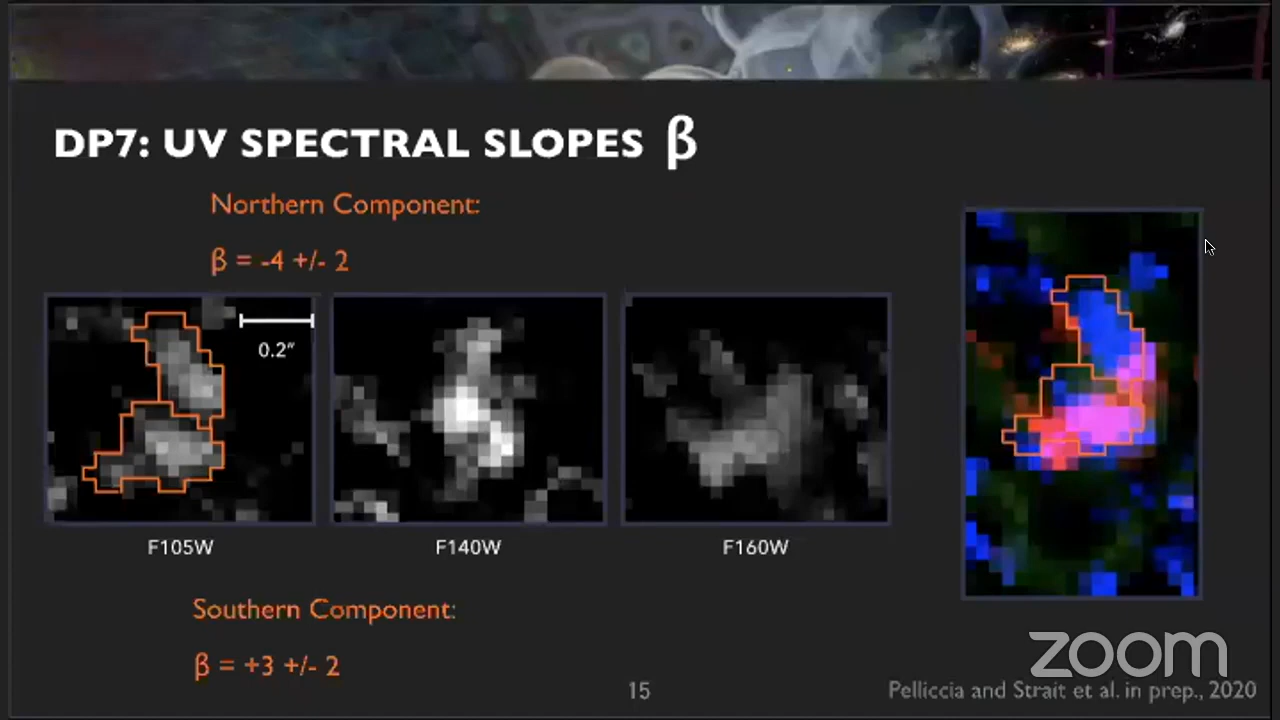 DP7: UV SPECTRAL SLOPES β
Northern Component:
β = -4 +/- 2
0.2”
F105W
F140W
F160W
Southern Component:
β = +3 +/- 2
15
zoom
Pelliccia and Strait et al. in prep., 2020